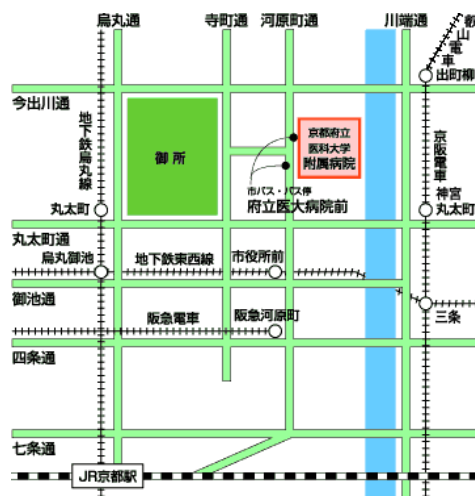 烏丸通
寺町通
河原町通
川端通
叡山電車
出町柳
今出川通
地下鉄烏丸線
御所
京都府立
医科大学
附属病院
京阪電車
市バス・バス停
府立医大病院前
神宮
丸太町
丸太町
丸太町通
烏丸御池
地下鉄東西線
市役所前
御池通
阪急電車
阪急河原町
三条
四条通
七条通
JR京都駅